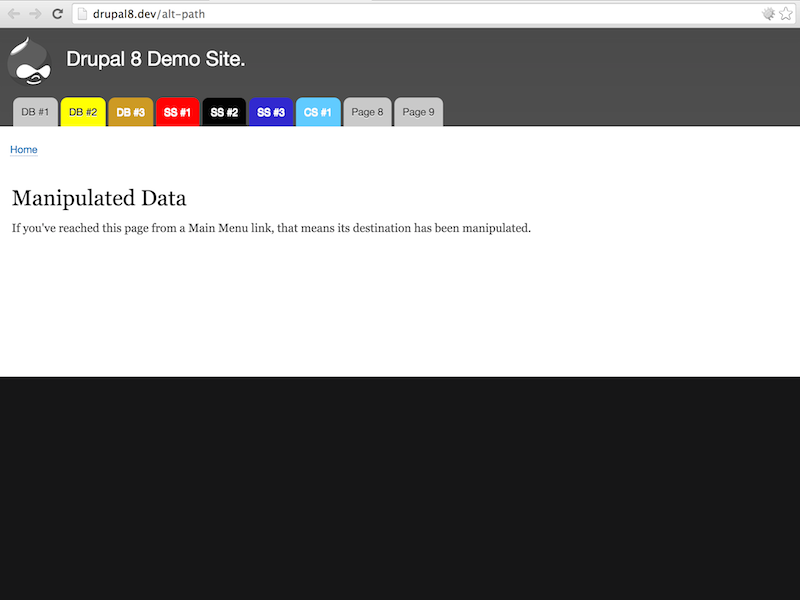 drupal8.dev/alt-path
Drupal 8 Demo Site.
DB #1 DB #2 DB #3 SS #1 SS #2 SS #3 CS #1 Page 8 Page 9
Home
Manipulated Data
If you've reached this page from a Main Menu link, that means its destination has been manipulated.